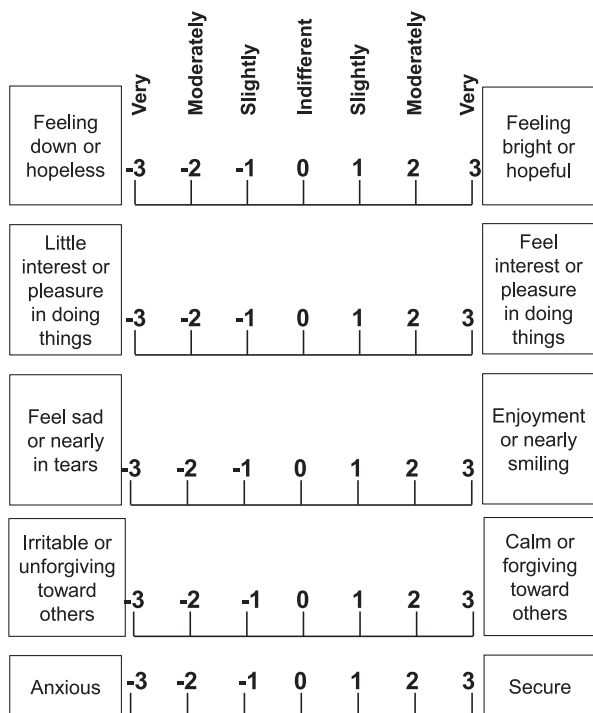 Very Moderately Slightly Indifferent Slightly Moderately Very
Feeling
down or
hopeless
-3 -2 -1 0 1 2 3
Feeling
bright or
hopeful
Little
interest or
pleasure
in doing
things
-3 -2 -1 0 1 2 3
Feel
interest or
pleasure
in doing
things
Feel sad
or nearly
in tears
-3 -2 -1 0 1 2 3
Enjoyment
or nearly
smiling
Irritable or
unforgiving
toward
others
-3 -2 -1 0 1 2 3
Calm or
forgiving
toward
others
Anxious
-3 -2 -1 0 1 2 3
Secure